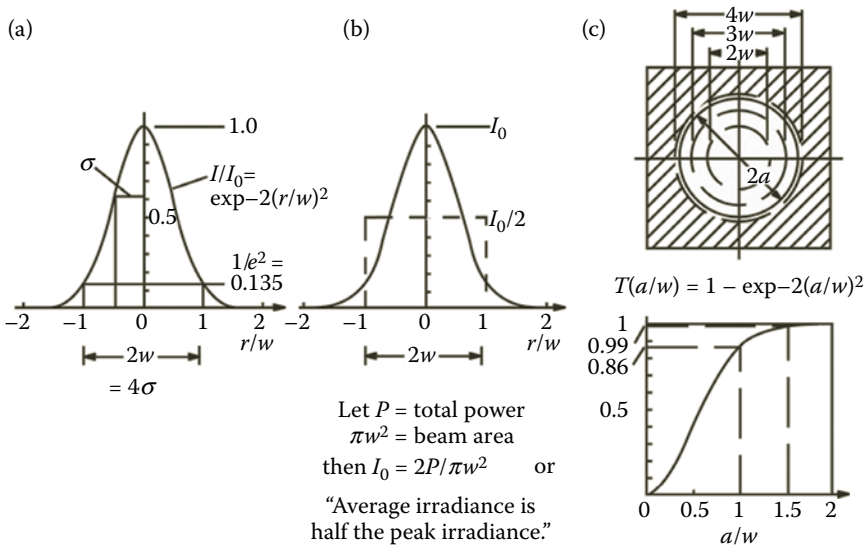 (a)
1.0
σ
I/I₀=
exp–2(r/w)²
0.5
1/e² =
0.135
–2 –1 0 1 2
r/w
2w
= 4σ
(b)
I₀
I₀/2
–2 –1 0 1 2
r/w
2w
Let P = total power
πw² = beam area
then I₀ = 2P/πw² or
“Average irradiance is
half the peak irradiance.”
(c)
4w
3w
2w
2a
T(a/w) = 1 – exp–2(a/w)²
1
0.99
0.86
0.5
0 0.5 1 1.5 2
a/w